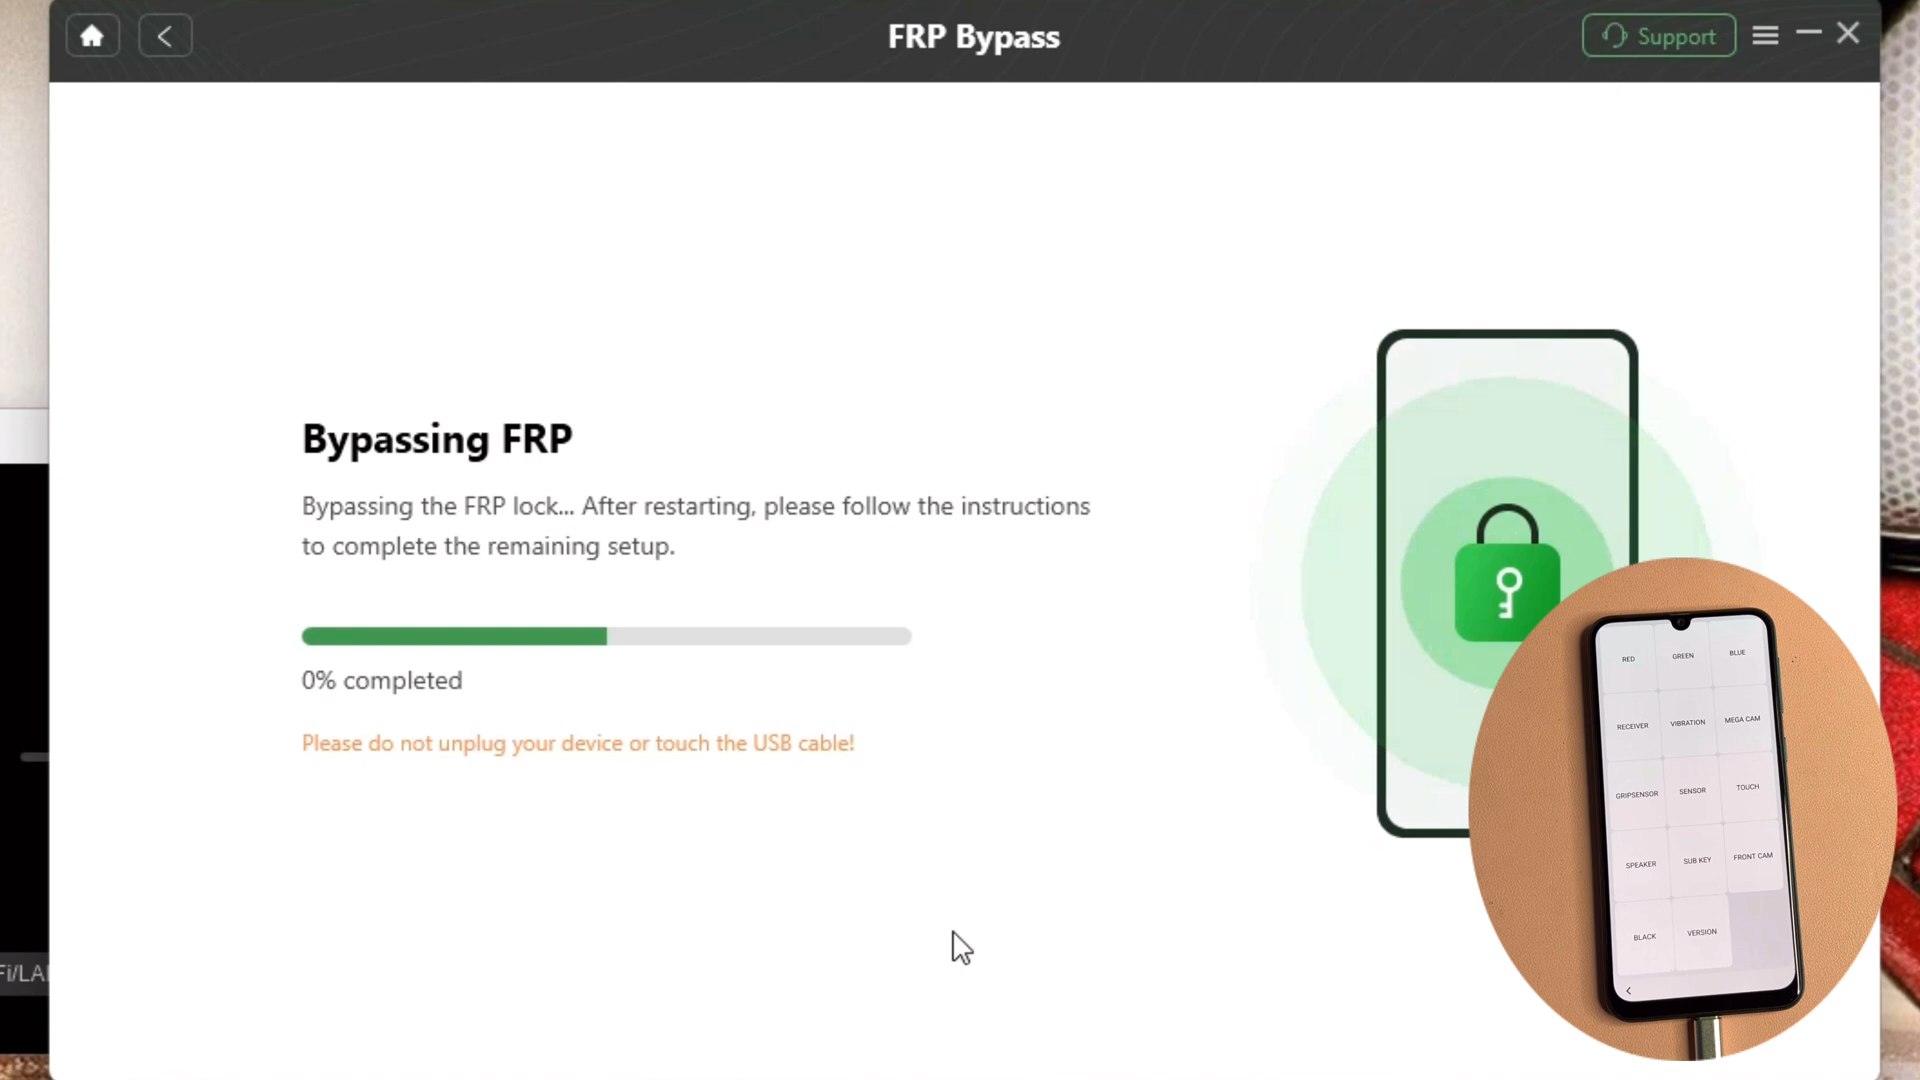 FRP Bypass
Support
Bypassing FRP
Bypassing the FRP lock... After restarting, please follow the instructions
to complete the remaining setup.
0% completed
Please do not unplug your device or touch the USB cable!
Fi/LA
RED GREEN BLUE
RECEIVER VIBRATION MEGA CAM
GRIPSENSOR SENSOR TOUCH
SPEAKER SUB KEY FRONT CAM
BLACK VERSION